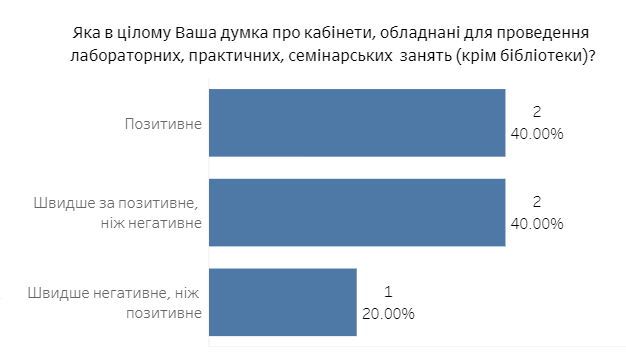 Яка в цілому Ваша думка про кабінети, обладнані для проведення
лабораторних, практичних, семінарських  занять (крім бібліотеки)?
Позитивне
2
40.00%
Швидше за позитивне,
ніж негативне
2
40.00%
Швидше негативне, ніж
позитивне
1
20.00%